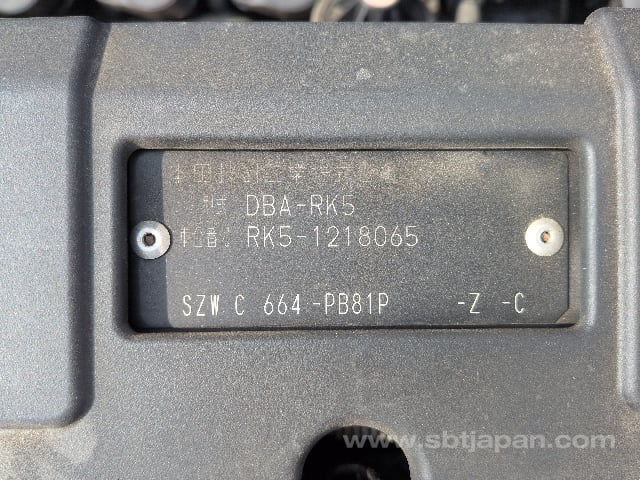 DBA-RK5
RK5-1218065
SZW C 664-PB81P -Z -C
www.sbtjapan.com